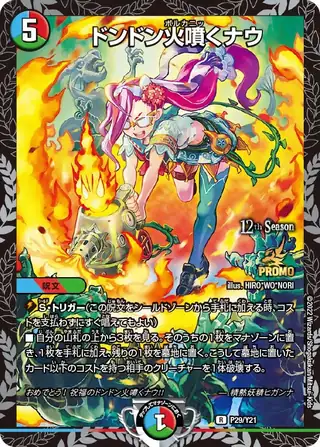 ボルカニッ
ドンドン火噴くナウ
5
12th Season
PROMO
illus. HIRO*WO*NORI
呪文
S・トリガー(この呪文をシールドゾーンから手札に加える時、コス
トを支払わずにすぐ唱えてもよい)
■自分の山札の上から3枚を見る。そのうちの1枚をマナゾーンに置
き、1枚を手札に加え、残りの1枚を墓地に置く。こうして墓地に置いた
カード以下のコストを持つ相手のクリーチャーを1体破壊する。
おめでとう! 祝福のドンドン火噴くナウ!! ――精熱妖精ヒガンナ
1
R P29/Y21